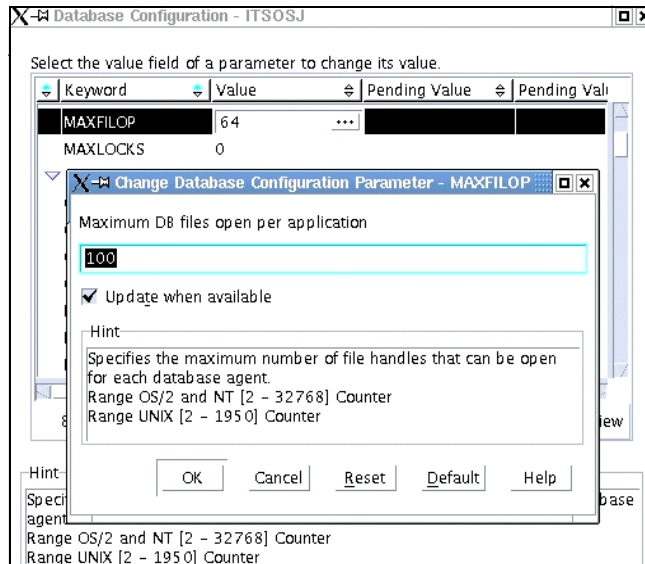 Database Configuration - ITSOSJ
Select the value field of a parameter to change its value.
Keyword Value Pending Value Pending Valu
MAXFILOP 64 ...
MAXLOCKS 0
Change Database Configuration Parameter - MAXFILOP
Maximum DB files open per application
100
Update when available
Hint
Specifies the maximum number of file handles that can be open
for each database agent.
Range OS/2 and NT [2 - 32768] Counter
Range UNIX [2 - 1950] Counter
OK Cancel Reset Default Help
iew
Hint
Speci
base
agent
Range OS/2 and NT [2 - 32768] Counter
Range UNIX [2 - 1950] Counter